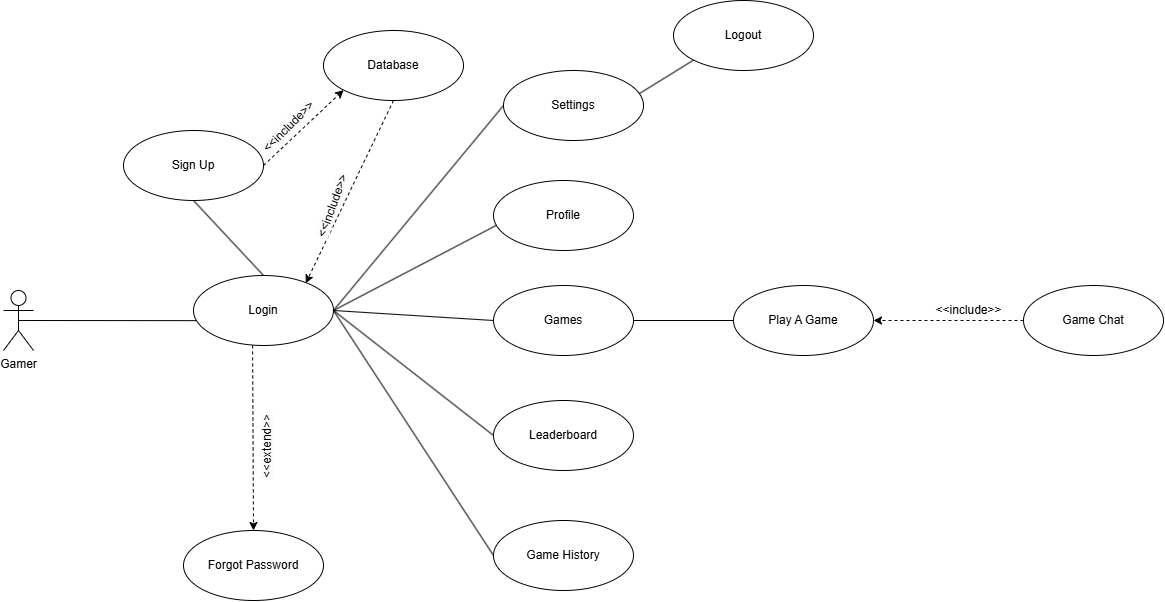 Logout
Database
Settings
<<include>>
Sign Up
<<include>>
Profile
Login
Games
Play A Game
<<include>>
Game Chat
Gamer
Leaderboard
<<extend>>
Game History
Forgot Password